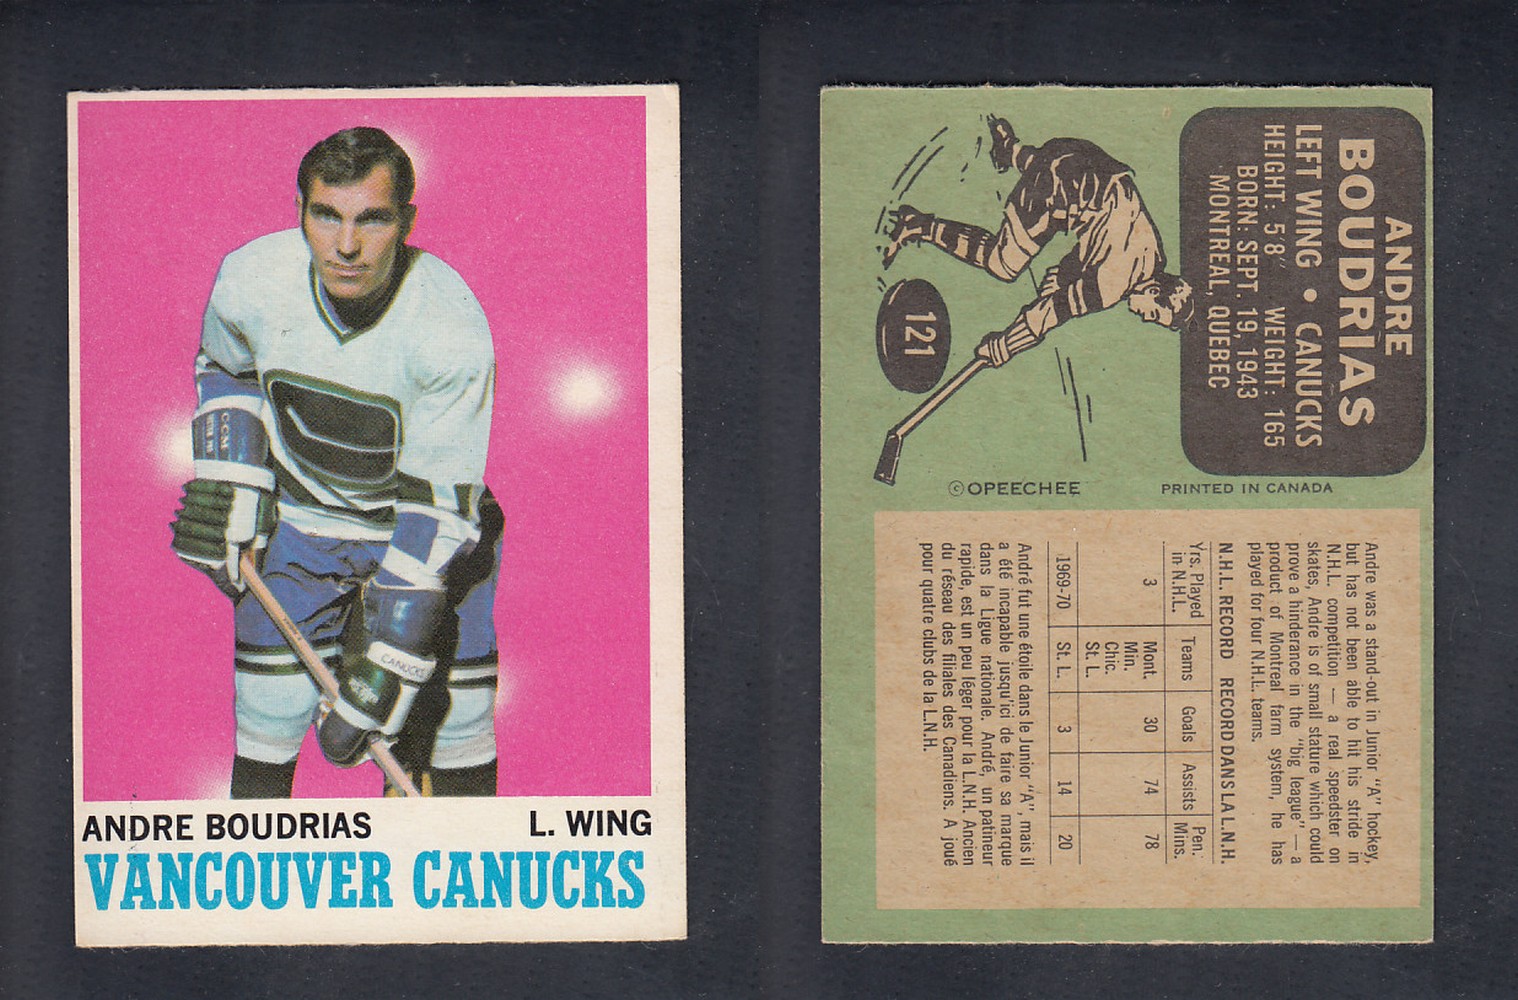 CCM
CANUCKS
ANDRE BOUDRIAS L. WING
VANCOUVER CANUCKS
ANDRE
BOUDRIAS
LEFT WING • CANUCKS
HEIGHT: 5'8" WEIGHT: 165
BORN: SEPT. 19, 1943
MONTREAL, QUEBEC
121
©OPEECHEE PRINTED IN CANADA
Andre was a stand-out in Junior "A" hockey,
but has not been able to hit his stride in
N.H.L. competition — a real speedster on
skates, Andre is of small stature which could
prove a hinderance in the "big league" — a
product of Montreal farm system, he has
played for four N.H.L. teams.
N.H.L. RECORD RECORD DANS LA L.N.H.
Yrs. Played Teams Goals Assists Pen.
in N.H.L. Mins.
3 Mont. 30 74 78
Min.
Chic.
St. L.
1969-70 St. L. 3 14 20
André fut une étoile dans le Junior "A", mais il
a été incapable jusqu'ici de faire sa marque
dans la Ligue nationale. André, un patineur
rapide, est un peu léger pour la L.N.H. Ancien
du réseau des filiales des Canadiens. A joué
pour quatre clubs de la L.N.H.